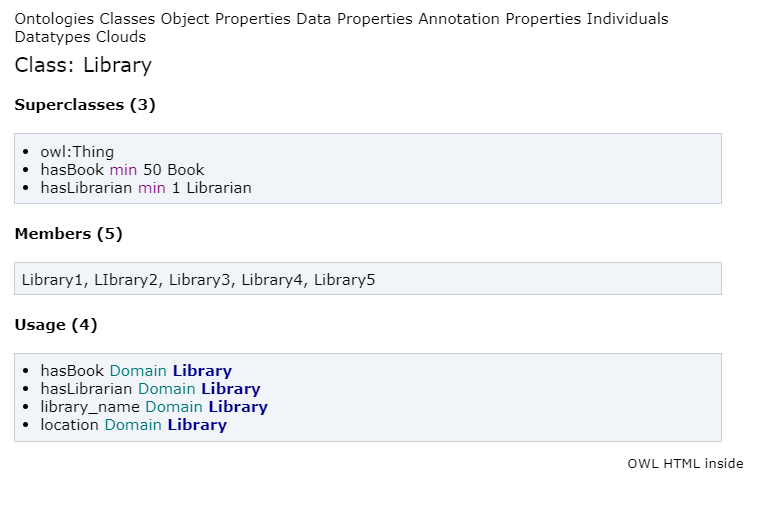 Ontologies Classes Object Properties Data Properties Annotation Properties Individuals
Datatypes Clouds
Class: Library
Superclasses (3)
owl:Thing
hasBook min 50 Book
hasLibrarian min 1 Librarian
Members (5)
Library1, LIbrary2, Library3, Library4, Library5
Usage (4)
hasBook Domain Library
hasLibrarian Domain Library
library_name Domain Library
location Domain Library
OWL HTML inside